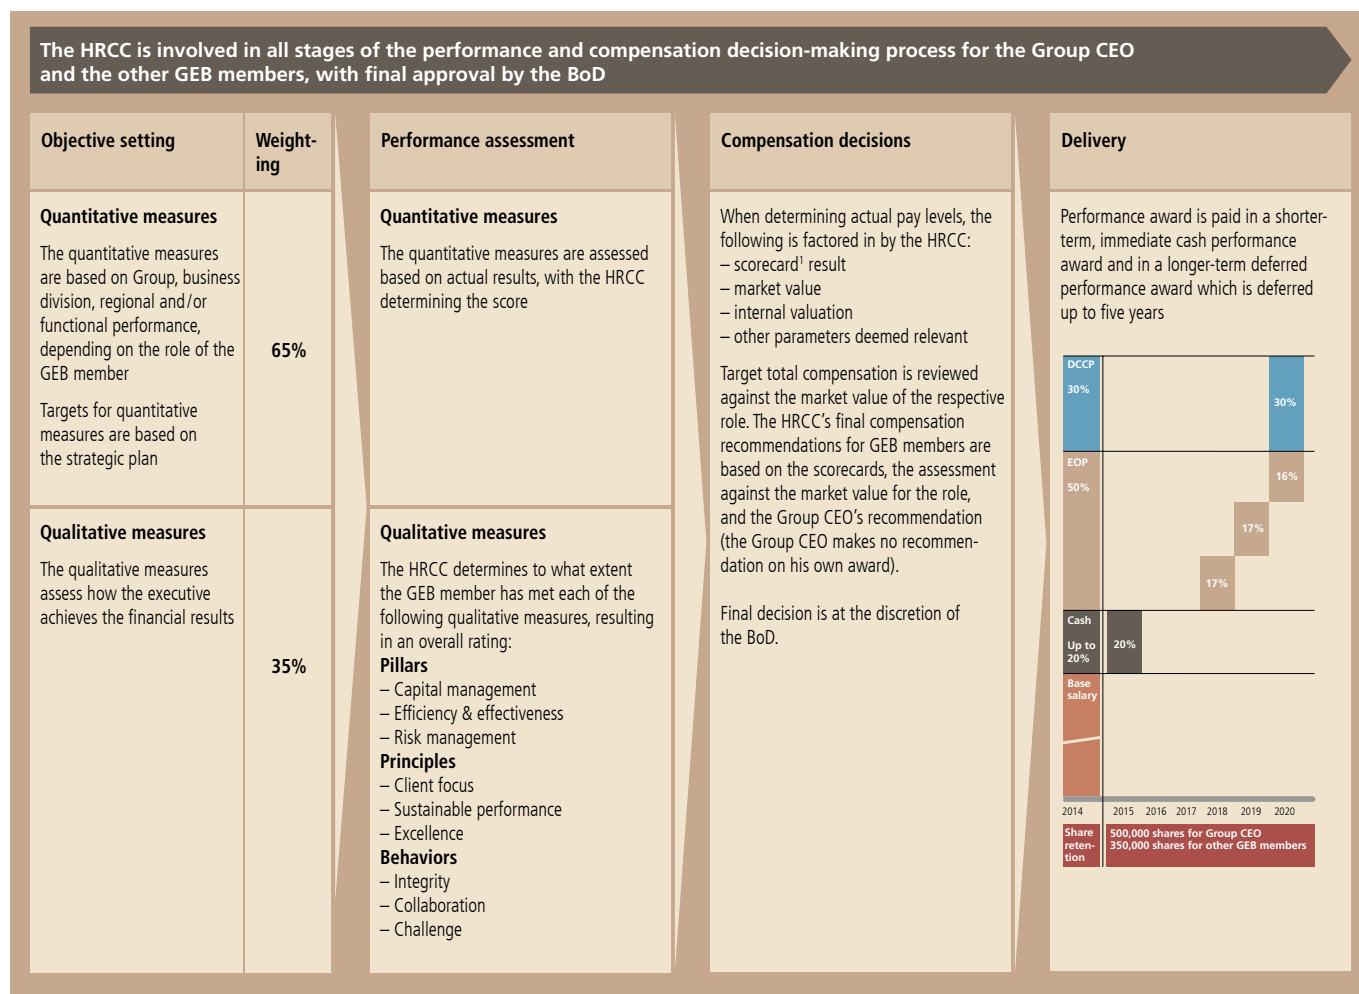 The HRCC is involved in all stages of the performance and compensation decision-making process for the Group CEO
and the other GEB members, with final approval by the BoD
Objective setting
Weight-
ing
Quantitative measures
The quantitative measures
are based on Group, business
division, regional and/or
functional performance,
depending on the role of the
GEB member
Targets for quantitative
measures are based on
the strategic plan
65%
Qualitative measures
The qualitative measures
assess how the executive
achieves the financial results
35%
Performance assessment
Quantitative measures
The quantitative measures are assessed
based on actual results, with the HRCC
determining the score
Qualitative measures
The HRCC determines to what extent
the GEB member has met each of the
following qualitative measures, resulting
in an overall rating:
Pillars
– Capital management
– Efficiency & effectiveness
– Risk management
Principles
– Client focus
– Sustainable performance
– Excellence
Behaviors
– Integrity
– Collaboration
– Challenge
Compensation decisions
When determining actual pay levels, the
following is factored in by the HRCC:
– scorecard¹ result
– market value
– internal valuation
– other parameters deemed relevant
Target total compensation is reviewed
against the market value of the respective
role. The HRCC's final compensation
recommendations for GEB members are
based on the scorecards, the assessment
against the market value for the role,
and the Group CEO's recommendation
(the Group CEO makes no recommen-
dation on his own award).
Final decision is at the discretion of
the BoD.
Delivery
Performance award is paid in a shorter-
term, immediate cash performance
award and in a longer-term deferred
performance award which is deferred
up to five years
DCCP
30%
30%
EOP
50%
16%
17%
17%
Cash
Up to
20%
20%
Base
salary
2014 2015 2016 2017 2018 2019 2020
Share
reten-
tion
500,000 shares for Group CEO
350,000 shares for other GEB members